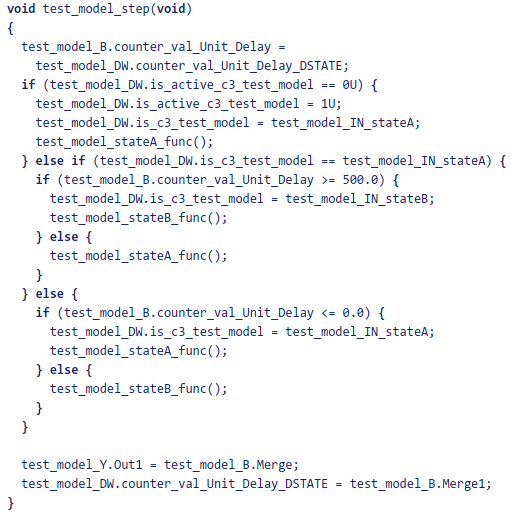 void test_model_step(void)
{
  test_model_B.counter_val_Unit_Delay =
    test_model_DW.counter_val_Unit_Delay_DSTATE;
  if (test_model_DW.is_active_c3_test_model == 0U) {
    test_model_DW.is_active_c3_test_model = 1U;
    test_model_DW.is_c3_test_model = test_model_IN_stateA;
    test_model_stateA_func();
  } else if (test_model_DW.is_c3_test_model == test_model_IN_stateA) {
    if (test_model_B.counter_val_Unit_Delay >= 500.0) {
      test_model_DW.is_c3_test_model = test_model_IN_stateB;
      test_model_stateB_func();
    } else {
      test_model_stateA_func();
    }
  } else {
    if (test_model_B.counter_val_Unit_Delay <= 0.0) {
      test_model_DW.is_c3_test_model = test_model_IN_stateA;
      test_model_stateA_func();
    } else {
      test_model_stateB_func();
    }
  }

  test_model_Y.Out1 = test_model_B.Merge;
  test_model_DW.counter_val_Unit_Delay_DSTATE = test_model_B.Merge1;
}